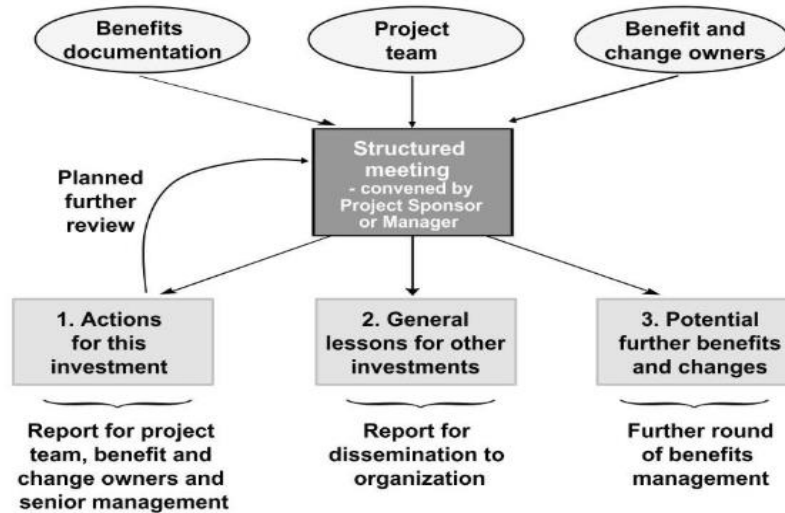 Benefits
documentation
Project
team
Benefit and
change owners
Structured
meeting
- convened by
Project Sponsor
or Manager
Planned
further
review
1. Actions
for this
investment
2. General
lessons for other
investments
3. Potential
further benefits
and changes
Report for project
team, benefit and
change owners and
senior management
Report for
dissemination to
organization
Further round
of benefits
management